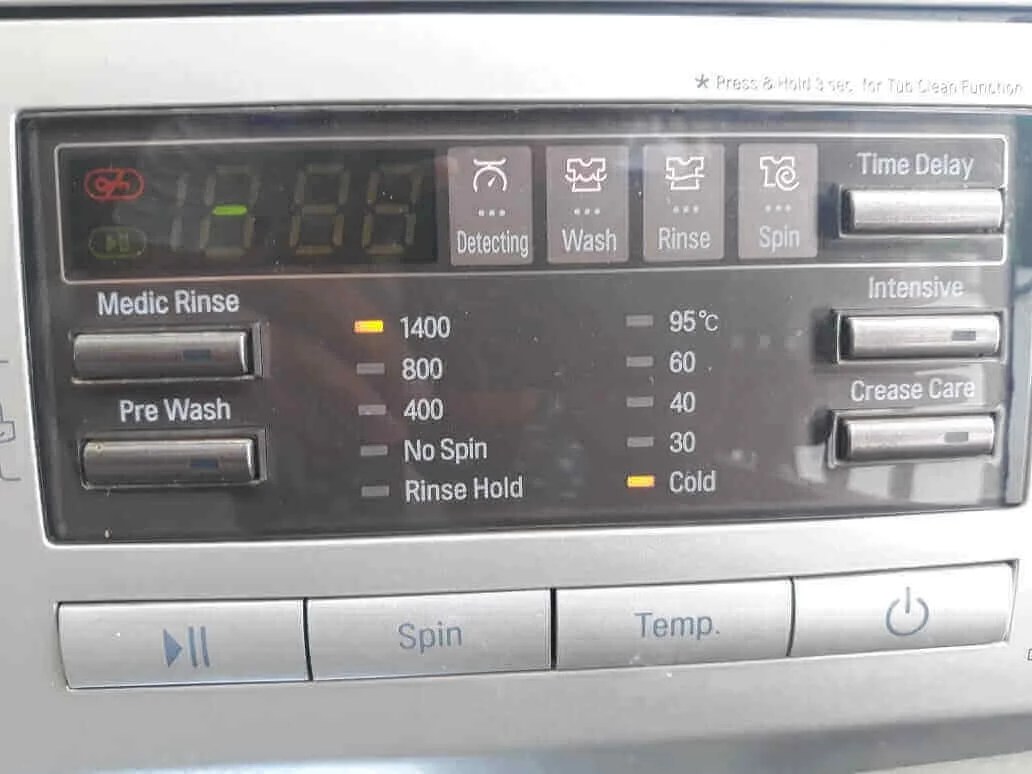 * Press & Hold 3 sec. for Tub Clean Function
Detecting
Wash
Rinse
Spin
Time Delay
Intensive
Crease Care
Medic Rinse
Pre Wash
1400
800
400
No Spin
Rinse Hold
95°C
60
40
30
Cold
Spin
Temp.